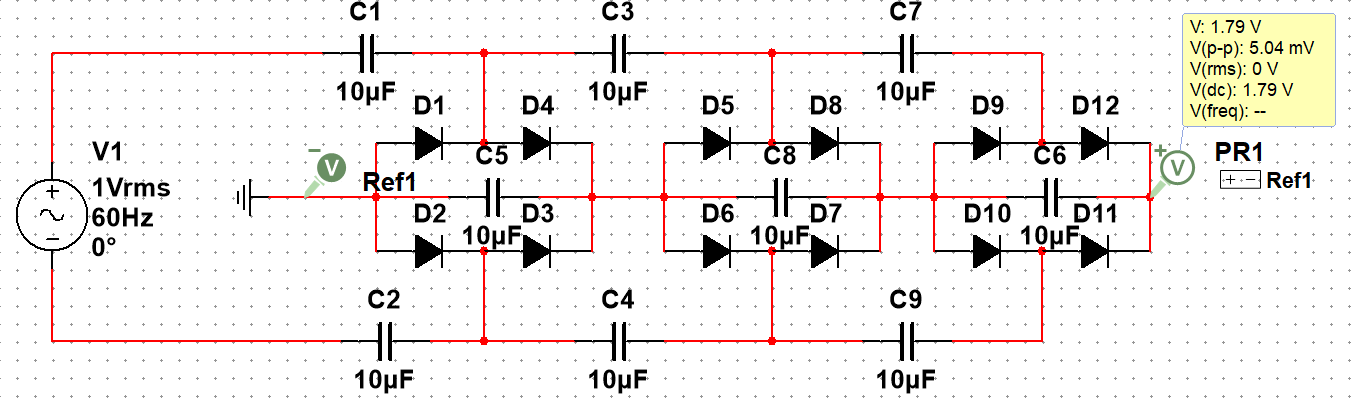 C1
C3
C7
V: 1.79 V
V(p-p): 5.04 mV
V(rms): 0 V
V(dc): 1.79 V
V(freq): --
10µF
10µF
10µF
D1
D4
D5
D8
D9
D12
V1
1Vrms
60Hz
0°
V
Ref1
C5
C8
C6
V
PR1
Ref1
D2
D3
D6
D7
D10
D11
10µF
10µF
10µF
C2
C4
C9
10µF
10µF
10µF